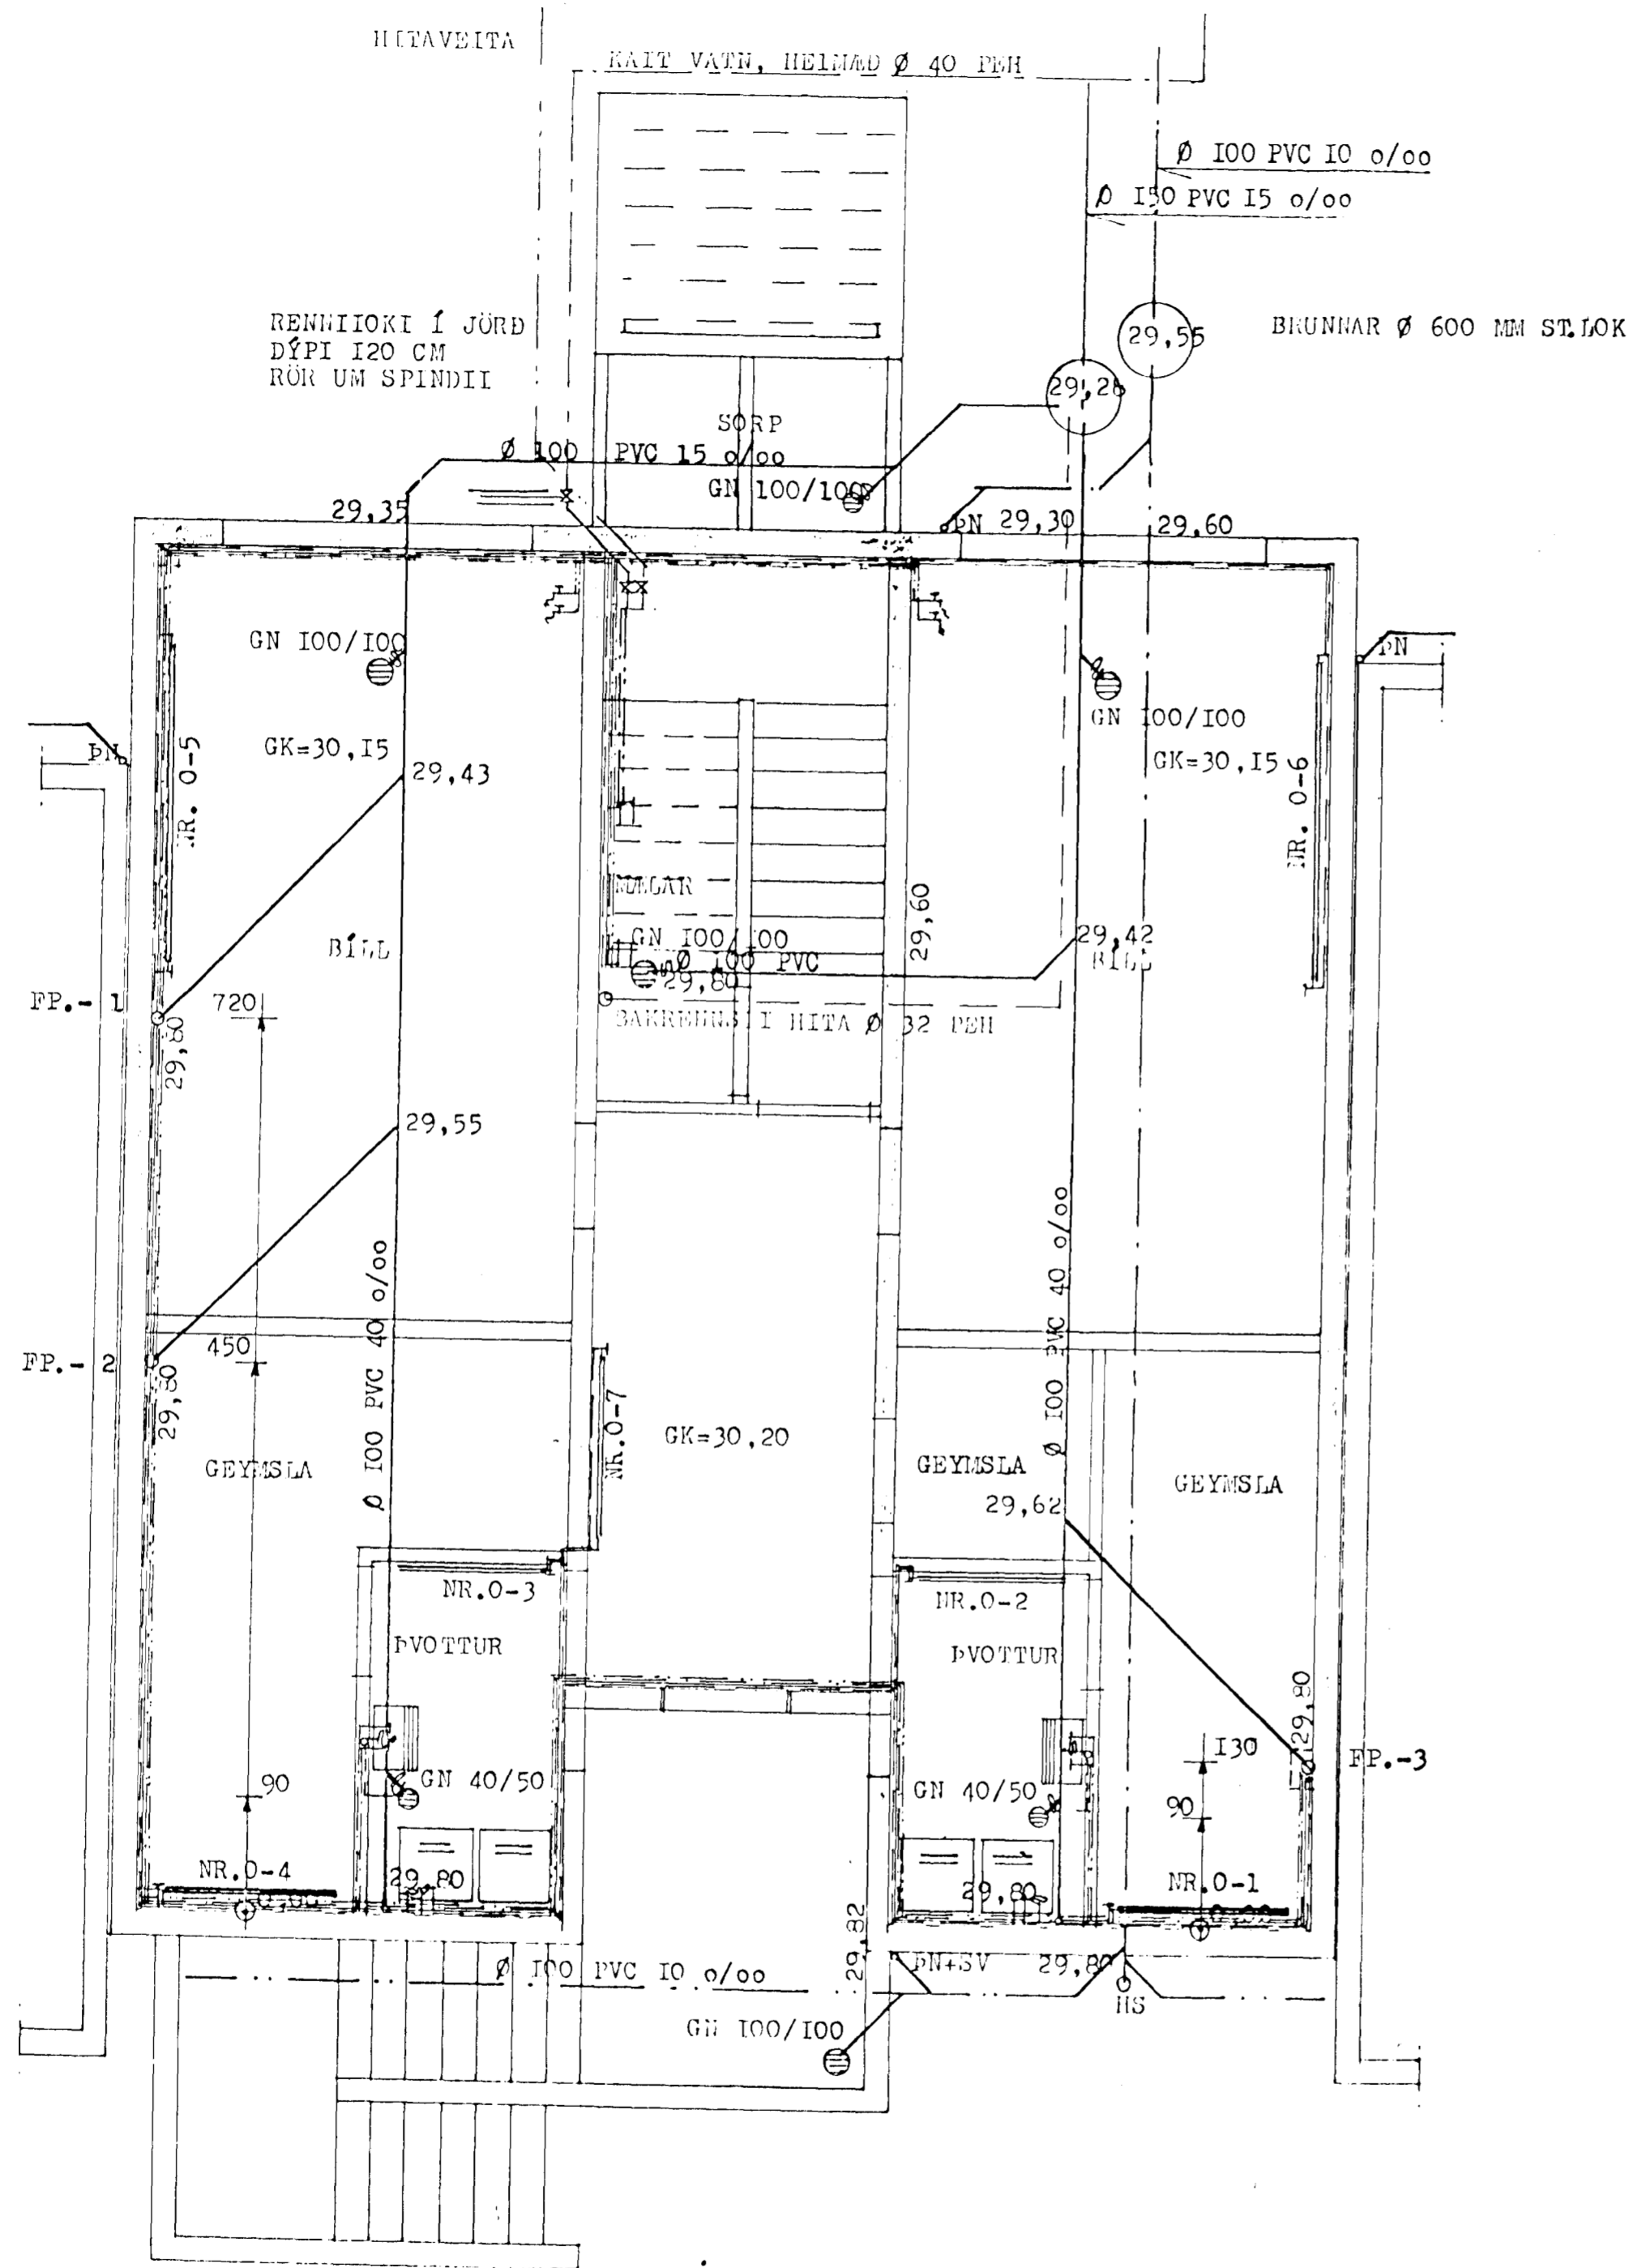 HITAVEITA
KALT VATN, HEIMÆÐ Ø 40 PEH
Ø 100 PVC 10 o/oo
Ø 150 PVC 15 o/oo
RENNILOKI Í JÖRÐ
DÝPI 120 CM
RÖR UM SPINDIL
29,55
BRUNNAR Ø 600 MM ST.LOK
29,28
SORP
Ø 100 PVC 15 o/oo
GN 100/100
29,35
ÞN 29,30
29,60
GN 100/100
ÞN
GN 100/100
ÞN
NR. 0-5
GK=30,15
GK=30,15
NR. 0-6
29,43
MÆLAR
29,60
BÍLL
GN 100/100
Ø 100 PVC
29,80
29,42
BÍLL
FP.- 1
720
BAKRENNSLI HITA Ø 32 PEH
29,80
29,55
Ø 100 PVC 40 o/oo
Ø 100 PVC 40 o/oo
FP.- 2
450
29,80
NR.0-7
GK=30,20
GEYMSLA
GEYMSLA
GEYMSLA
29,62
NR.0-3
NR.0-2
ÞVOTTUR
ÞVOTTUR
29,80
130
FP.-3
90
GN 40/50
GN 40/50
90
NR.0-4
29,80
29,80
NR.0-1
29,82
Ø 100 PVC 10 o/oo
ÞN+SV
29,80
HS
GN 100/100